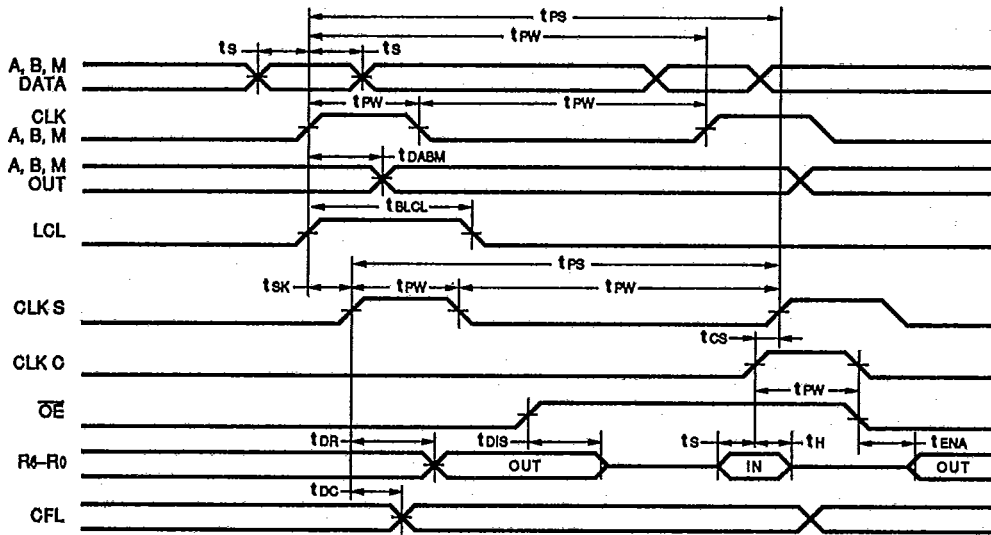 tPS
tPW
tS
tS
A, B, M
DATA
tPW
tPW
CLK
A, B, M
tDABM
A, B, M
OUT
tBLCL
LCL
tPS
tSK
tPW
tPW
CLK S
tCS
CLK C
tPW
OE
tDR
tDIS
tS
tH
tENA
R6–R0
OUT
IN
OUT
tDC
CFL